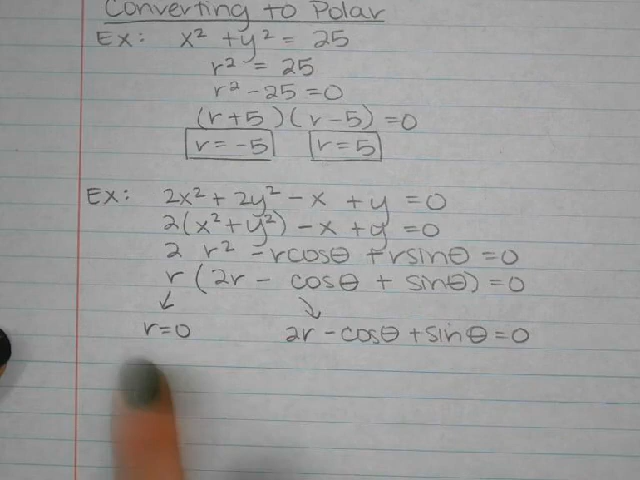 Converting to Polar
Ex: x² + y² = 25
r² = 25
r² - 25 = 0
(r + 5)(r - 5) = 0
r = -5 r = 5
Ex: 2x² + 2y² - x + y = 0
2(x² + y²) - x + y = 0
2 r² - rcosθ + rsinθ = 0
r (2r - cosθ + sinθ) = 0
r = 0 2r - cosθ + sinθ = 0